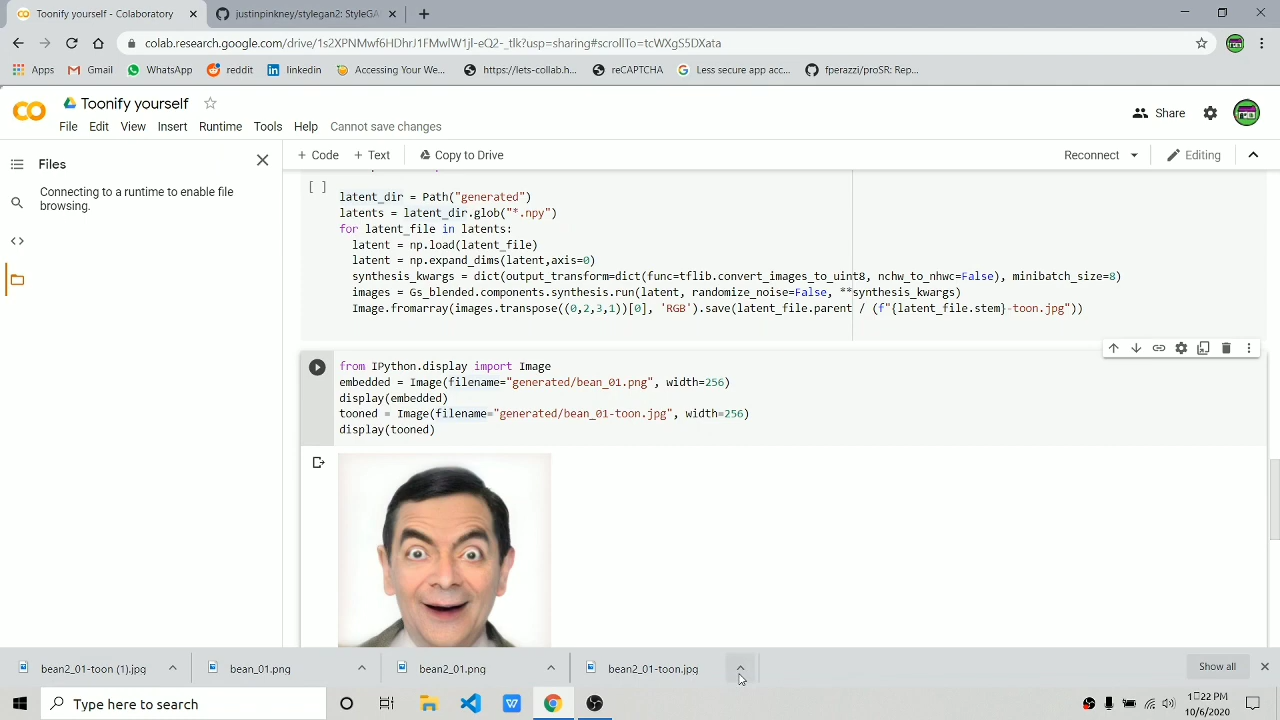 Toonify yourself - Colaboratory
justinpinkney/stylegan2: StyleGA
colab.research.google.com/drive/1s2XPNMwf6HDhrJ1FMwlW1jl-eQ2-_tlk?usp=sharing#scrollTo=tcWXgS5DXata
Apps Gmail WhatsApp reddit linkedin Accessing Your We... https://lets-collab.h... reCAPTCHA Less secure app acc... fperazzi/proSR: Rep...
Toonify yourself
File Edit View Insert Runtime Tools Help Cannot save changes
Share
Files
+ Code + Text Copy to Drive Reconnect Editing
Connecting to a runtime to enable file
browsing.
[ ]
latent_dir = Path("generated")
latents = latent_dir.glob("*.npy")
for latent_file in latents:
latent = np.load(latent_file)
latent = np.expand_dims(latent,axis=0)
synthesis_kwargs = dict(output_transform=dict(func=tflib.convert_images_to_uint8, nchw_to_nhwc=False), minibatch_size=8)
images = Gs_blended.components.synthesis.run(latent, randomize_noise=False, **synthesis_kwargs)
Image.fromarray(images.transpose((0,2,3,1))[0], 'RGB').save(latent_file.parent / (f"{latent_file.stem}-toon.jpg"))
from IPython.display import Image
embedded = Image(filename="generated/bean_01.png", width=256)
display(embedded)
tooned = Image(filename="generated/bean_01-toon.jpg", width=256)
display(tooned)
bean2_01-toon (1).jpg bean_01.png bean2_01.png bean2_01-toon.jpg Show all
Type here to search
10/6/2020